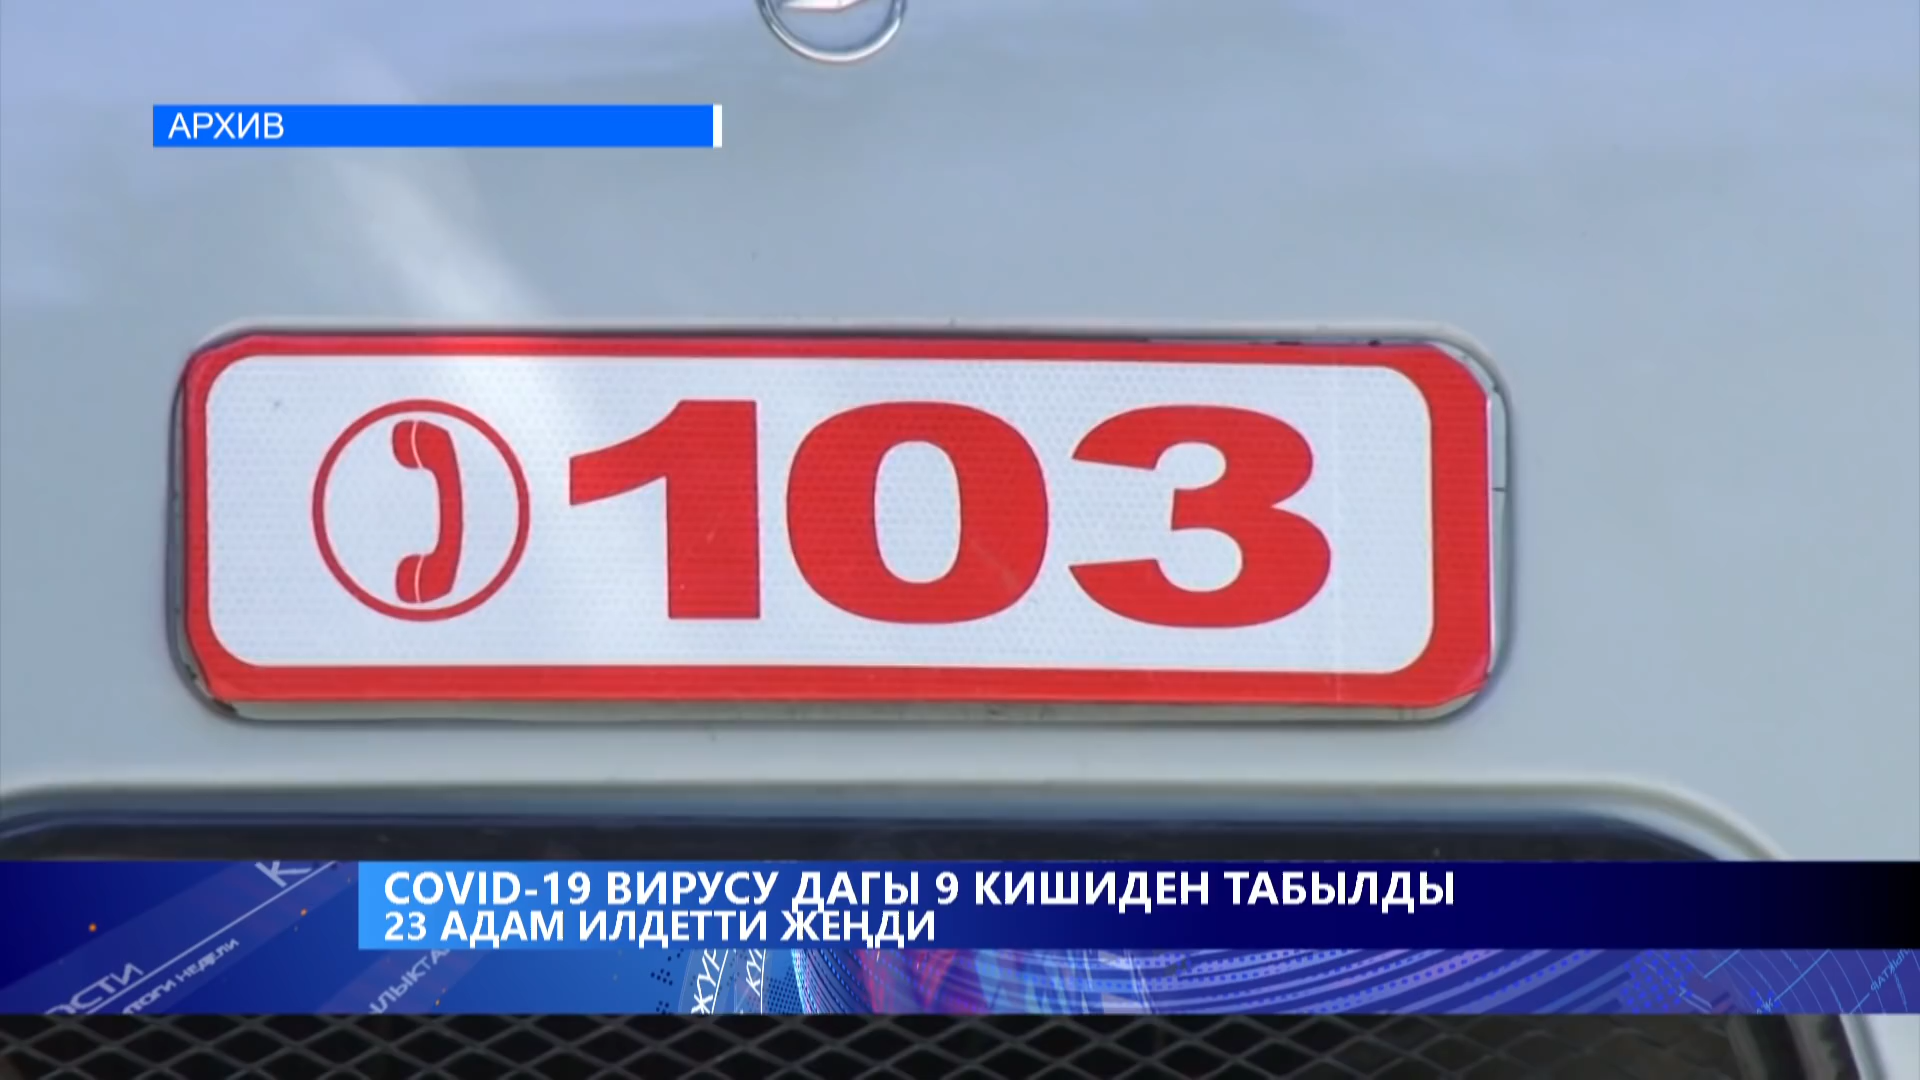 АРХИВ
103
COVID-19 ВИРУСУ ДАГЫ 9 КИШИДЕН ТАБЫЛДЫ
23 АДАМ ИЛДЕТТИ ЖЕҢДИ